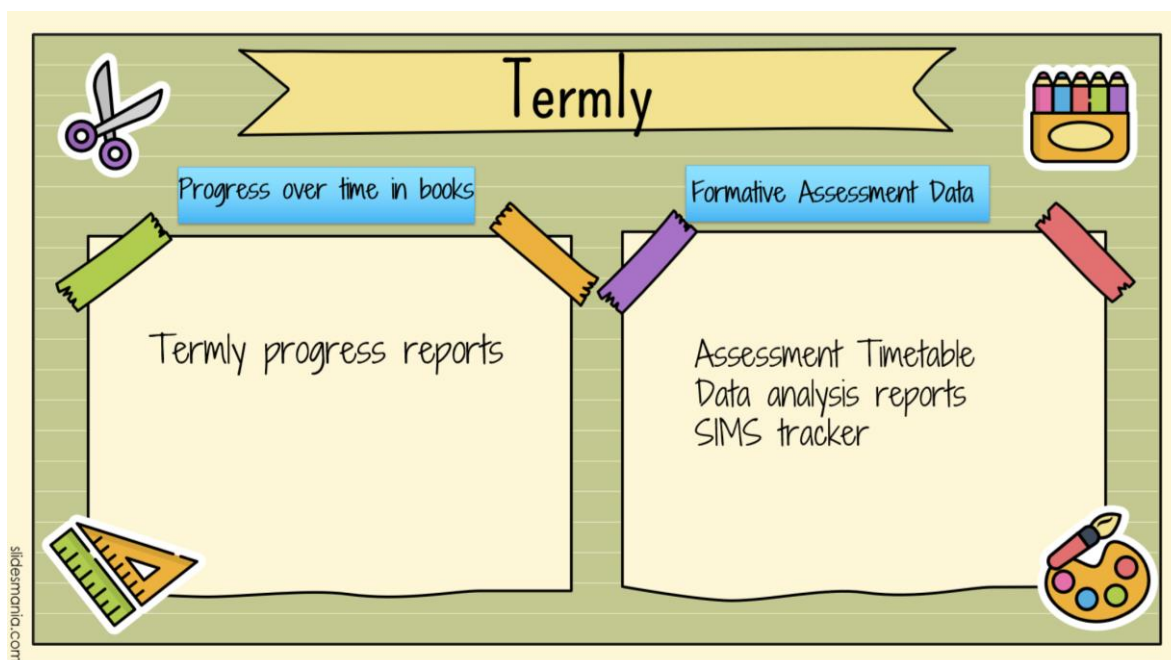 Termly
Progress over time in books
Termly progress reports
Formative Assessment Data
Assessment Timetable
Data analysis reports
SIMS tracker
slidesmania.com